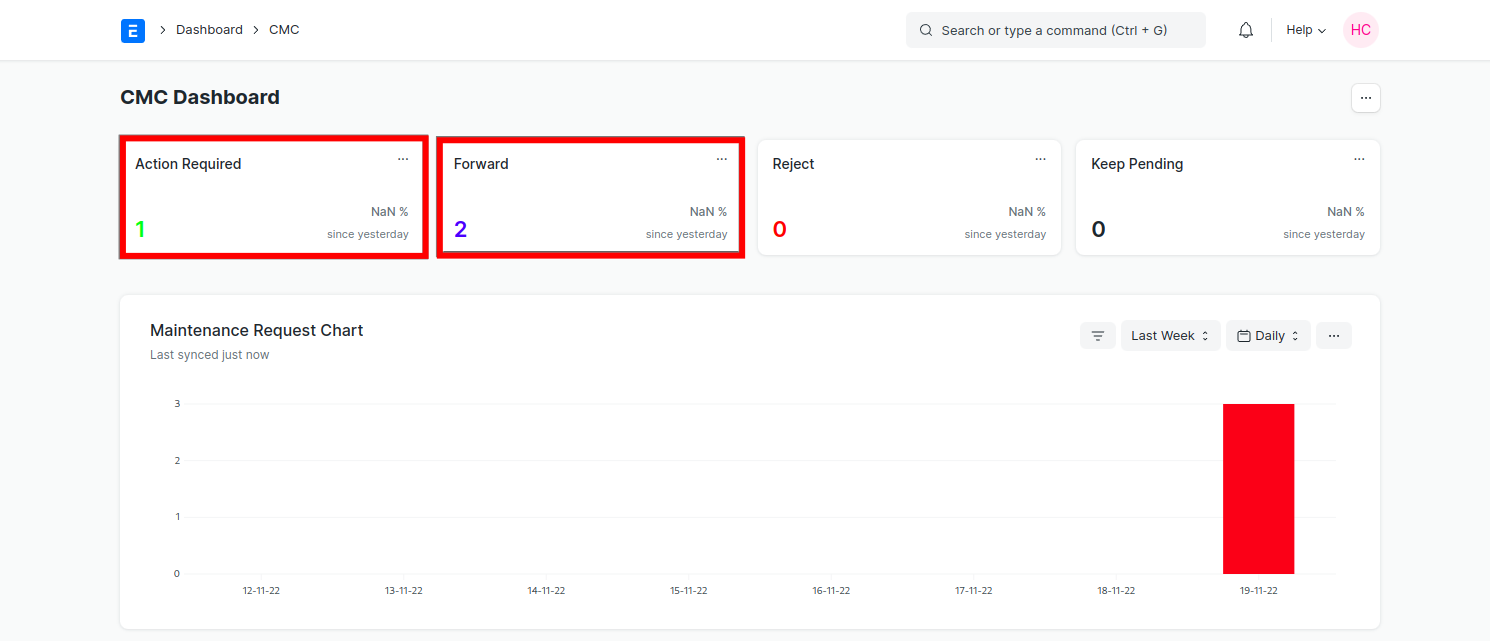 E > Dashboard > CMC
Search or type a command (Ctrl + G)
Help
HC
CMC Dashboard
...
Action Required
...
1
NaN %
since yesterday
Forward
...
2
NaN %
since yesterday
Reject
...
0
NaN %
since yesterday
Keep Pending
...
0
NaN %
since yesterday
Maintenance Request Chart
Last synced just now
Last Week
Daily
...
3
2
1
0
12-11-22 13-11-22 14-11-22 15-11-22 16-11-22 17-11-22 18-11-22 19-11-22